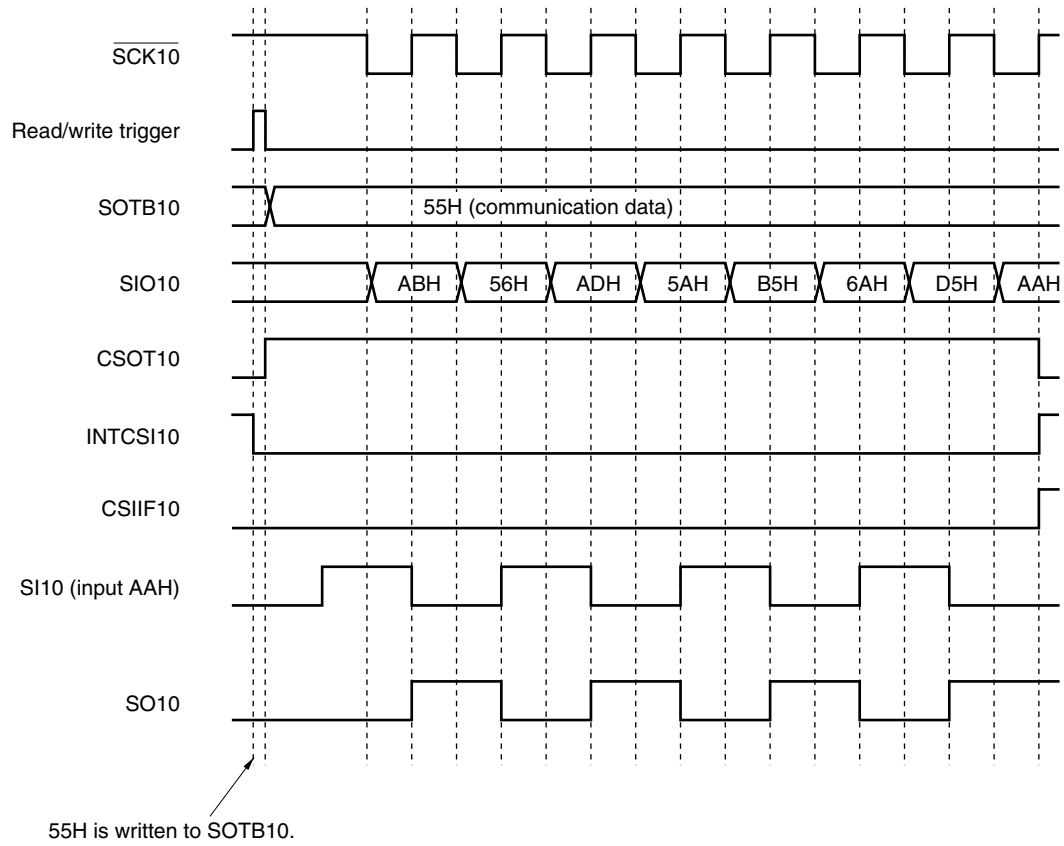 SCK10
Read/write trigger
SOTB10
55H (communication data)
SIO10
ABH 56H ADH 5AH B5H 6AH D5H AAH
CSOT10
INTCSI10
CSIIF10
SI10 (input AAH)
SO10
55H is written to SOTB10.